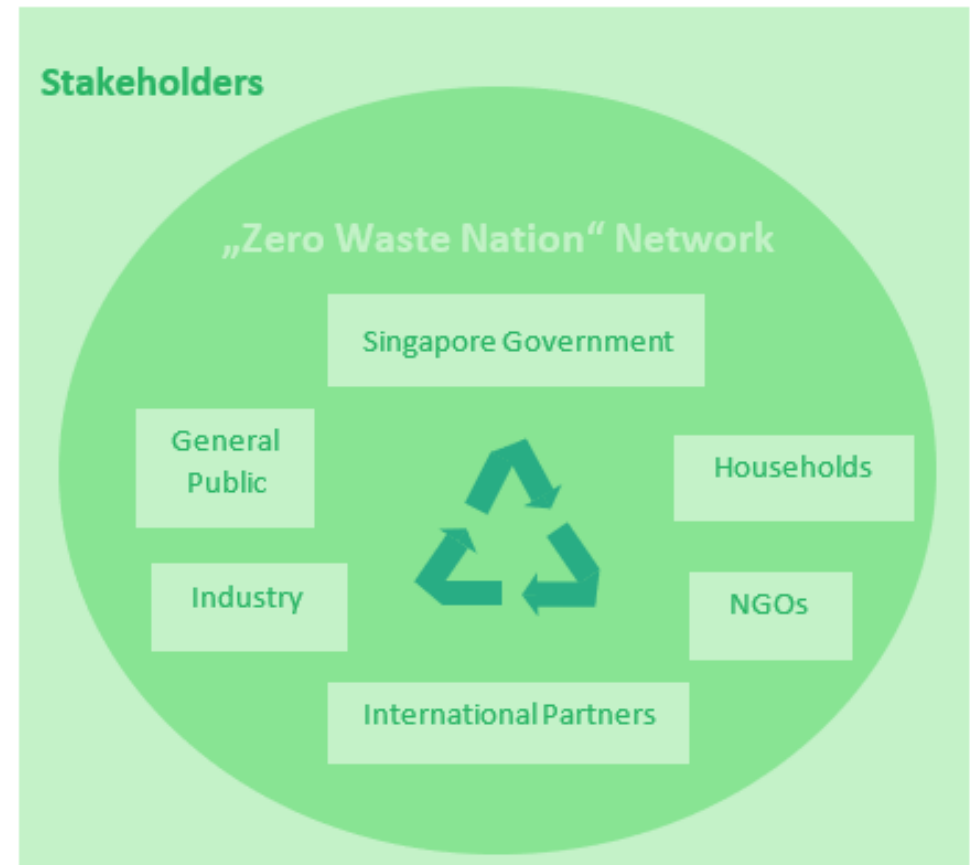 Stakeholders
„Zero Waste Nation“ Network
Singapore Government
General
Public
Households
Industry
NGOs
International Partners